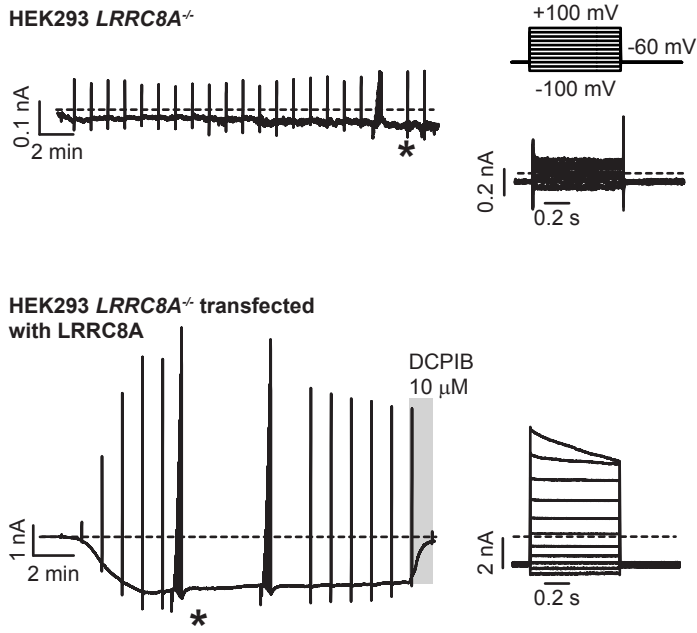 HEK293 LRRC8A-/-
+100 mV
-60 mV
-100 mV
0.1 nA
2 min
*
0.2 nA
0.2 s
HEK293 LRRC8A-/- transfected
with LRRC8A
DCPIB
10 μM
1 nA
2 min
*
2 nA
0.2 s